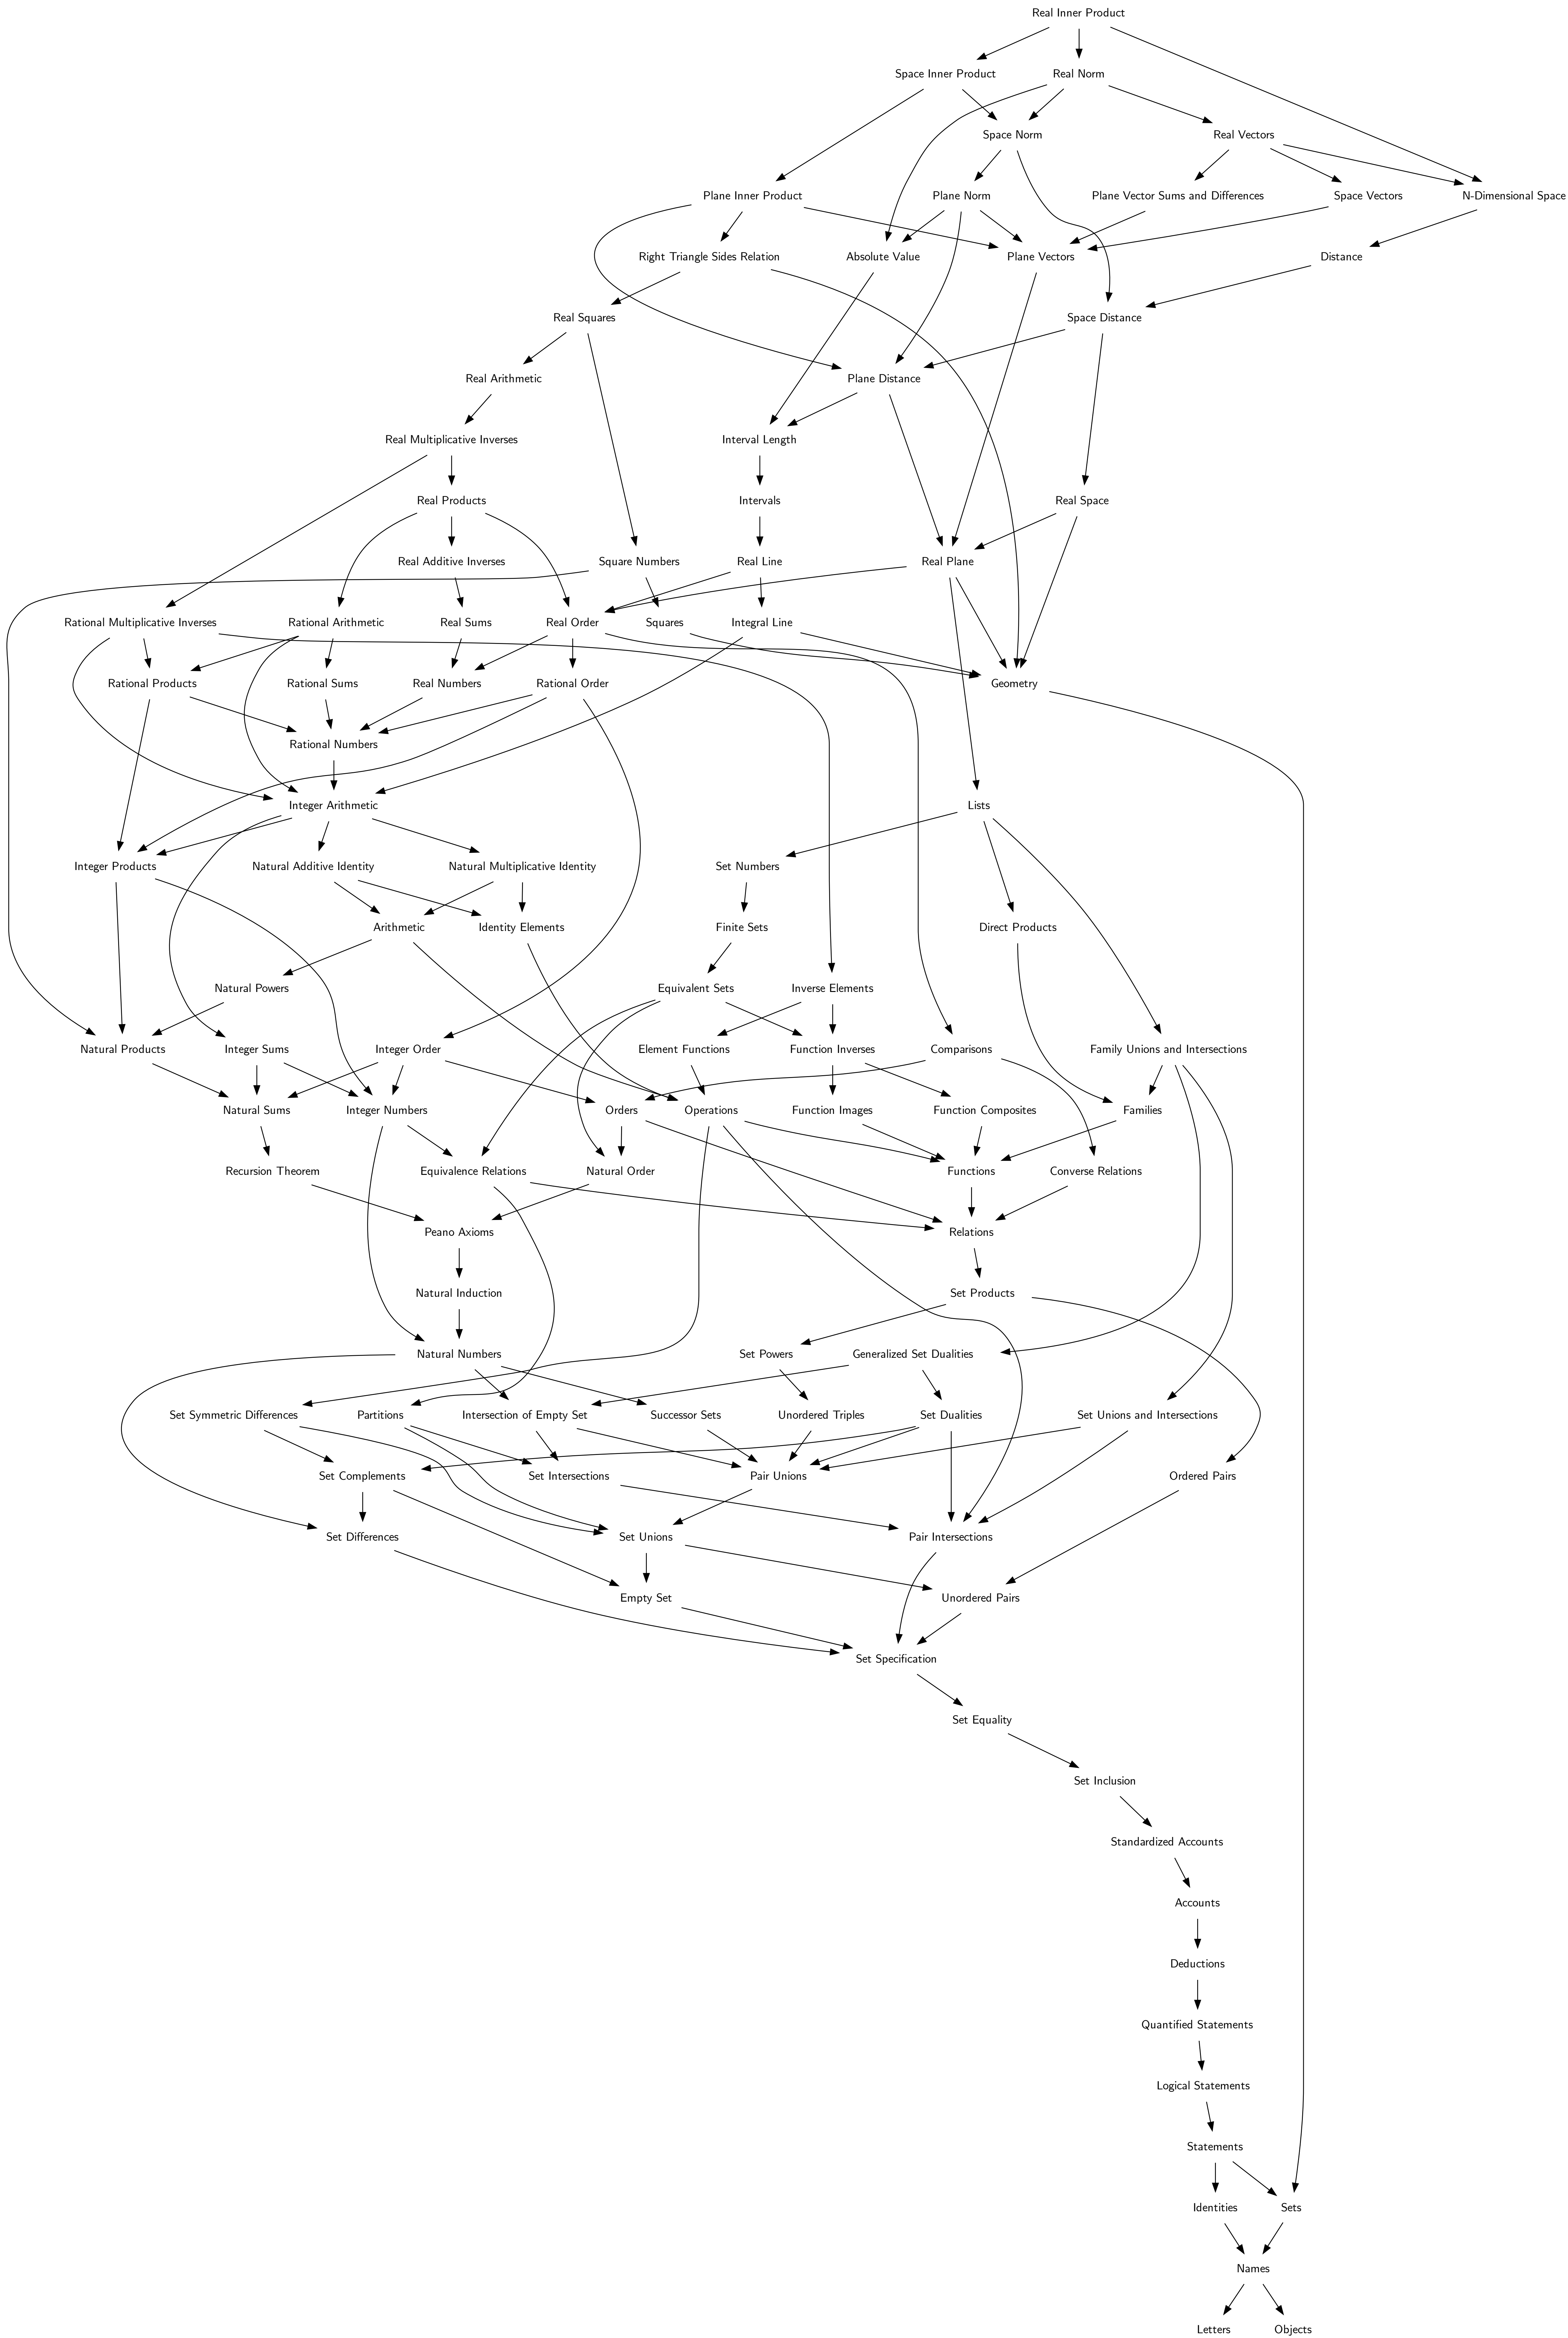 Real Inner Product
Space Inner Product
Real Norm
Space Norm
Real Vectors
Plane Inner Product
Plane Norm
Plane Vector Sums and Differences
Space Vectors
N-Dimensional Space
Right Triangle Sides Relation
Absolute Value
Plane Vectors
Distance
Real Squares
Space Distance
Real Arithmetic
Plane Distance
Real Multiplicative Inverses
Interval Length
Real Products
Intervals
Real Space
Real Additive Inverses
Square Numbers
Real Line
Real Plane
Rational Multiplicative Inverses
Rational Arithmetic
Real Sums
Real Order
Squares
Integral Line
Rational Products
Rational Sums
Real Numbers
Rational Order
Geometry
Rational Numbers
Integer Arithmetic
Lists
Integer Products
Natural Additive Identity
Natural Multiplicative Identity
Set Numbers
Arithmetic
Identity Elements
Finite Sets
Direct Products
Natural Powers
Equivalent Sets
Inverse Elements
Natural Products
Integer Sums
Integer Order
Element Functions
Function Inverses
Comparisons
Family Unions and Intersections
Natural Sums
Integer Numbers
Orders
Operations
Function Images
Function Composites
Families
Recursion Theorem
Equivalence Relations
Natural Order
Functions
Converse Relations
Peano Axioms
Relations
Natural Induction
Set Products
Natural Numbers
Set Powers
Generalized Set Dualities
Set Symmetric Differences
Partitions
Intersection of Empty Set
Successor Sets
Unordered Triples
Set Dualities
Set Unions and Intersections
Set Complements
Set Intersections
Pair Unions
Ordered Pairs
Set Differences
Set Unions
Pair Intersections
Empty Set
Unordered Pairs
Set Specification
Set Equality
Set Inclusion
Standardized Accounts
Accounts
Deductions
Quantified Statements
Logical Statements
Statements
Identities
Sets
Names
Letters
Objects